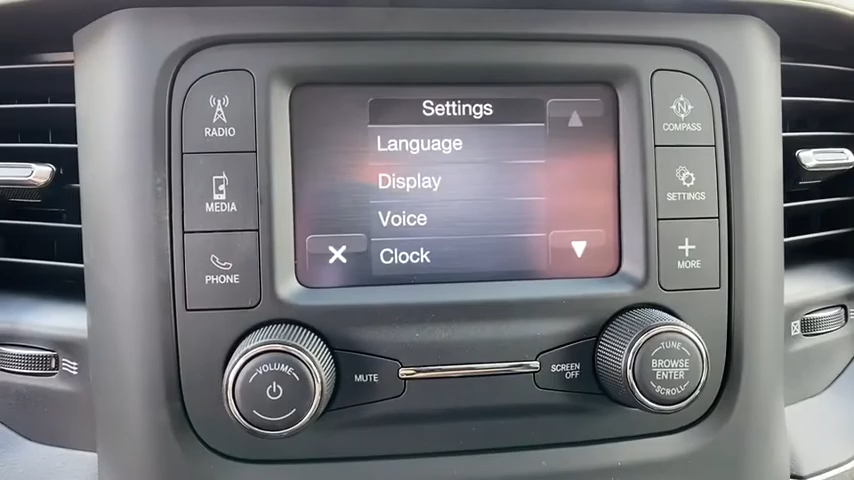 RADIO
MEDIA
PHONE
Settings
Language
Display
Voice
Clock
COMPASS
SETTINGS
MORE
VOLUME
MUTE
SCREEN
OFF
TUNE
BROWSE
ENTER
SCROLL